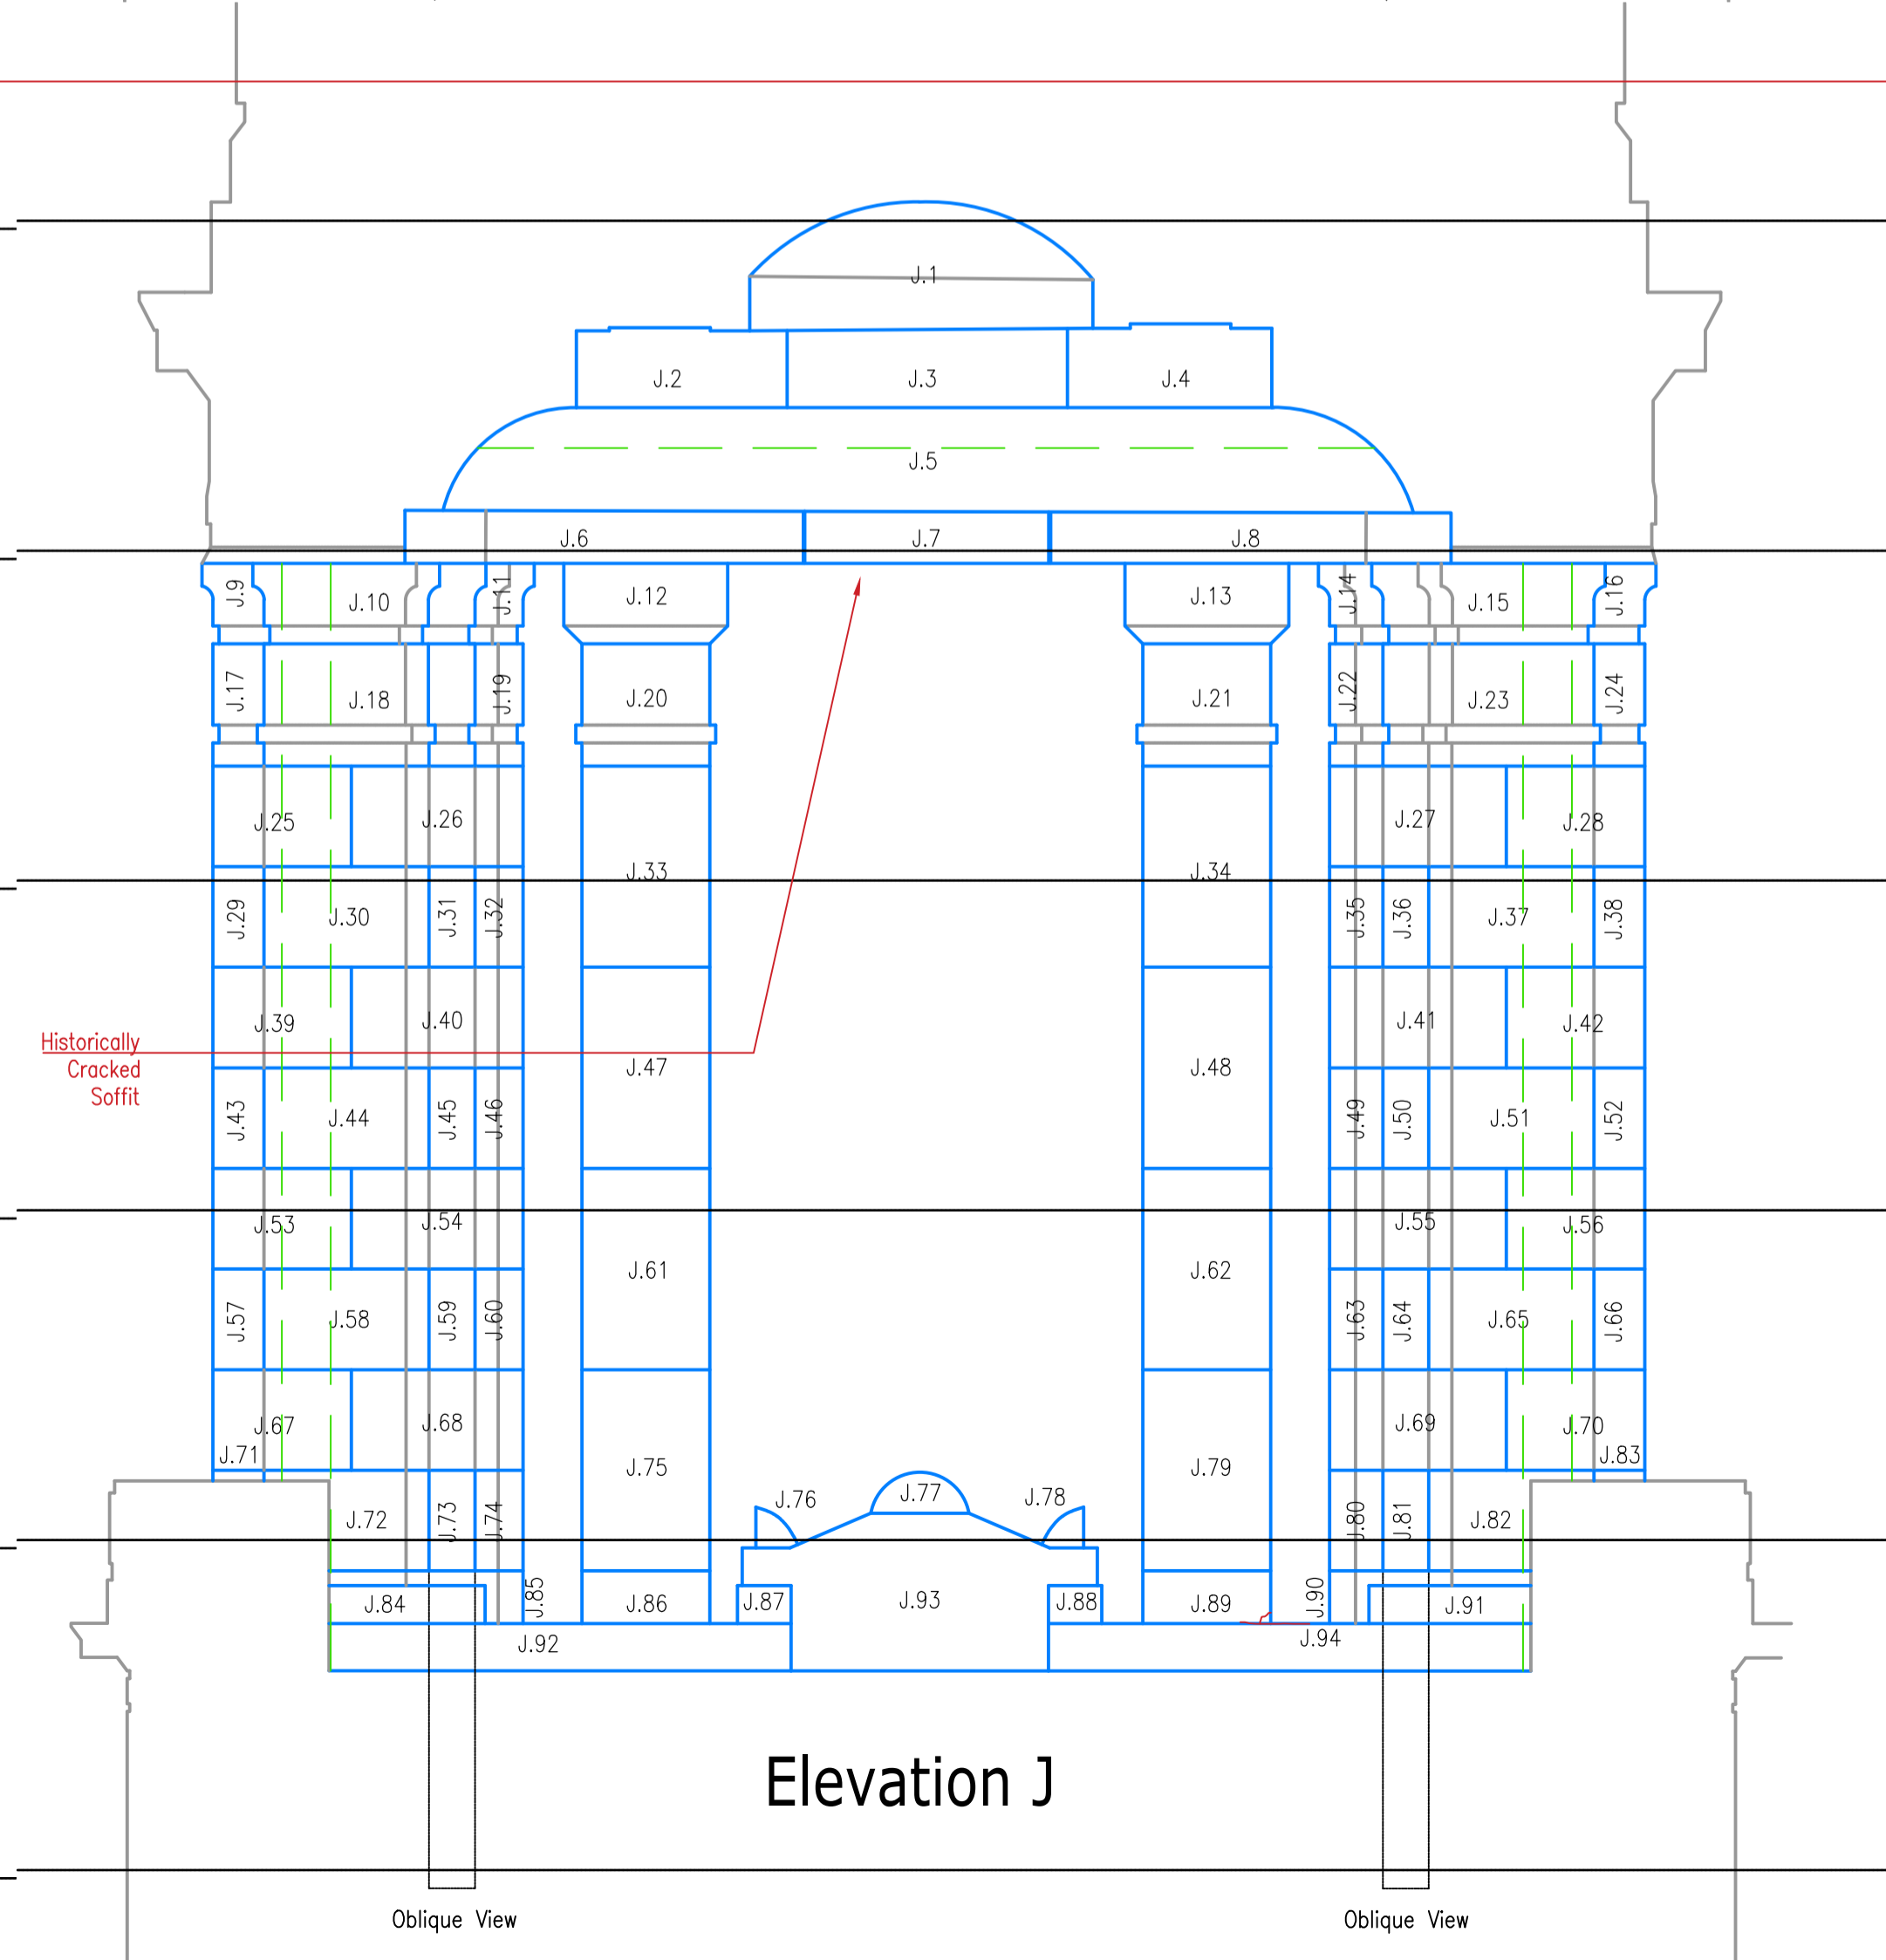 J.1
J.2 J.3 J.4
J.5
J.6 J.7 J.8
J.9 J.10 J.11 J.12 J.13 J.14 J.15 J.16
J.17 J.18 J.19 J.20 J.21 J.22 J.23 J.24
J.25 J.26 J.27 J.28
J.33 J.34
J.29 J.30 J.31 J.32 J.35 J.36 J.37 J.38
J.39 J.40 J.41 J.42
Historically
Cracked
Soffit
J.47 J.48
J.43 J.44 J.45 J.46 J.49 J.50 J.51 J.52
J.53 J.54 J.55 J.56
J.61 J.62
J.57 J.58 J.59 J.60 J.63 J.64 J.65 J.66
J.67 J.68 J.69 J.70
J.71 J.75 J.79 J.83
J.76 J.77 J.78
J.72 J.73 J.74 J.80 J.81 J.82
J.84 J.85 J.86 J.87 J.93 J.88 J.89 J.90 J.91
J.92 J.94
Elevation J
Oblique View Oblique View